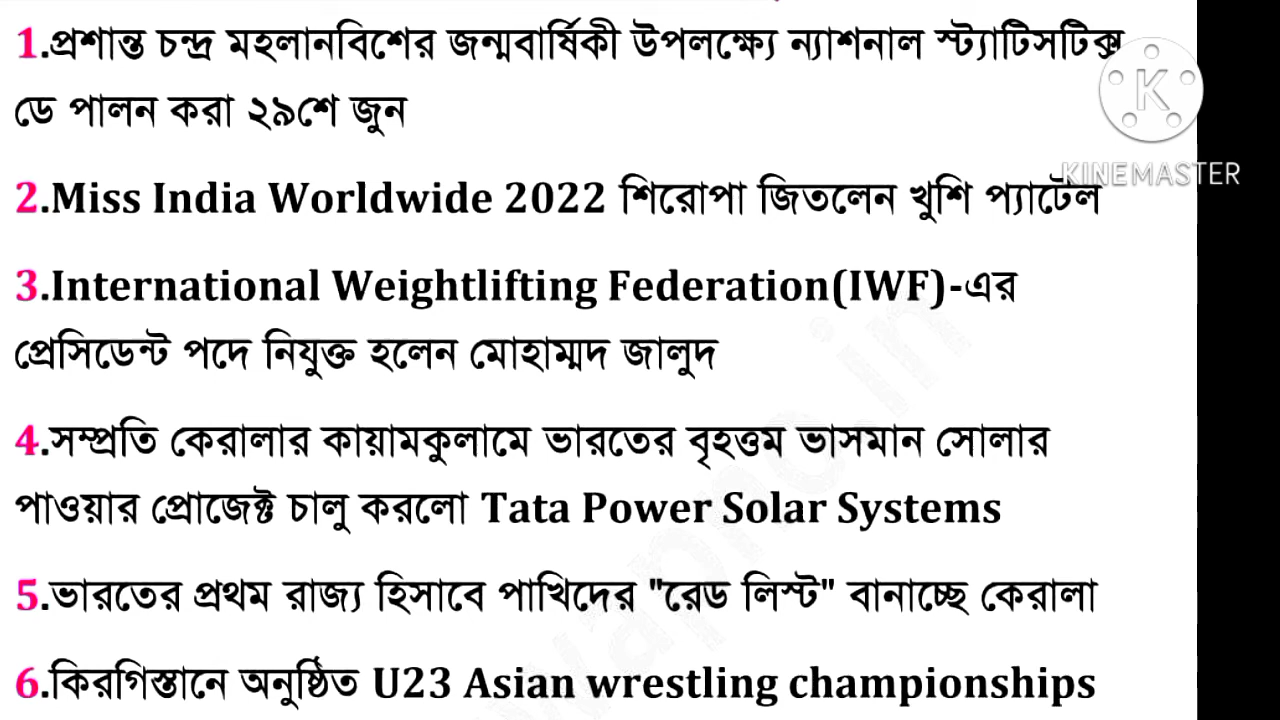 1.প্রশান্ত চন্দ্র মহলানবিশের জন্মবার্ষিকী উপলক্ষ্যে ন্যাশনাল স্ট্যাটিসটিক্স
ডে পালন করা ২৯শে জুন
2.Miss India Worldwide 2022 শিরোপা জিতলেন খুশি প্যাটেল
3.International Weightlifting Federation(IWF)-এর
প্রেসিডেন্ট পদে নিযুক্ত হলেন মোহাম্মদ জালুদ
4.সম্প্রতি কেরালার কায়ামকুলামে ভারতের বৃহত্তম ভাসমান সোলার
পাওয়ার প্রোজেক্ট চালু করলো Tata Power Solar Systems
5.ভারতের প্রথম রাজ্য হিসাবে পাখিদের "রেড লিস্ট" বানাচ্ছে কেরালা
6.কিরগিস্তানে অনুষ্ঠিত U23 Asian wrestling championships
K
KINEMASTER